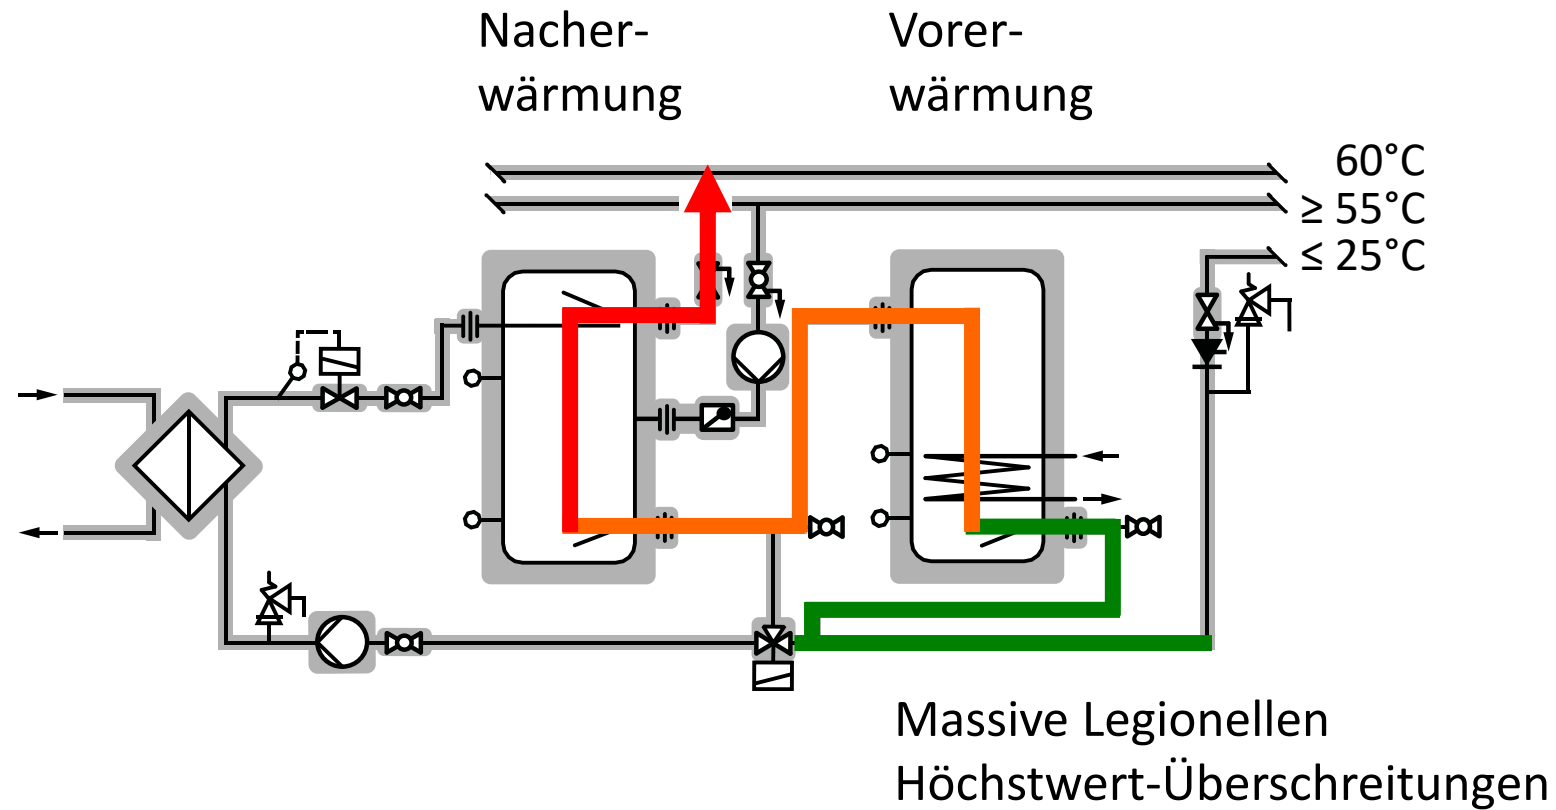 Nacher-
wärmung
Vorer-
wärmung
60°C
≥ 55°C
≤ 25°C
Massive Legionellen
Höchstwert-Überschreitungen